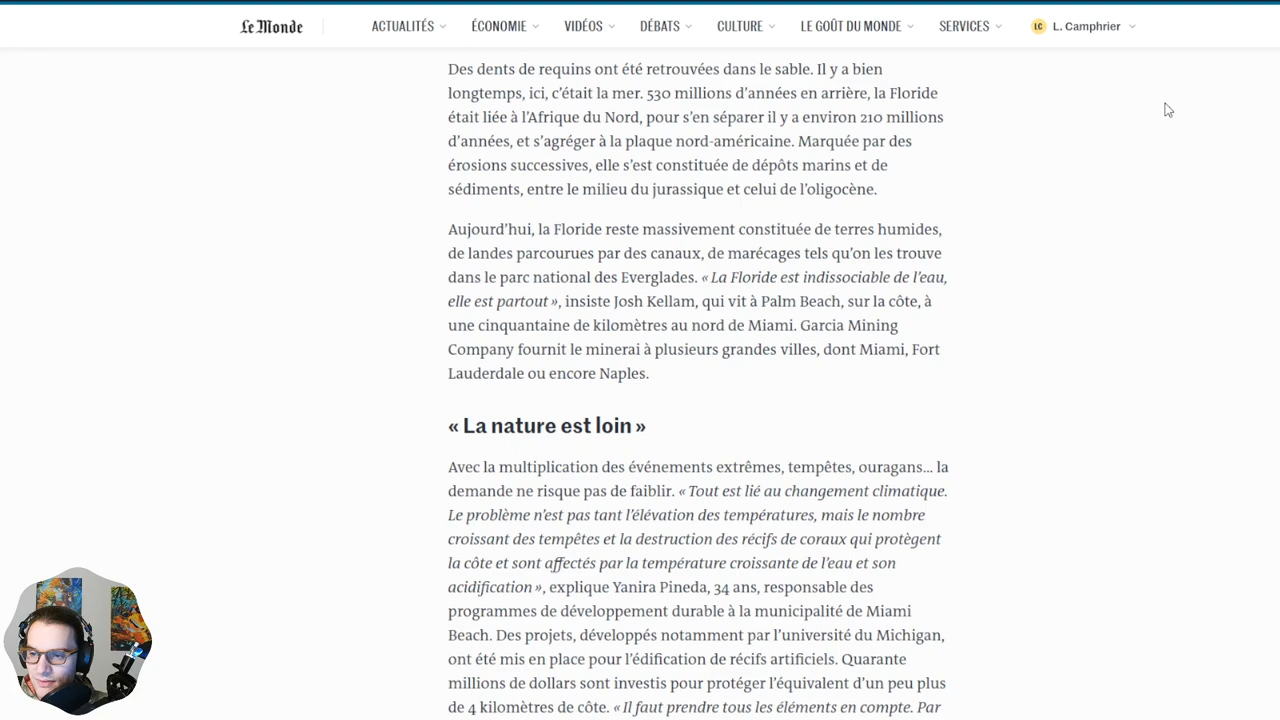 Le Monde
ACTUALITÉS
ÉCONOMIE
VIDÉOS
DÉBATS
CULTURE
LE GOÛT DU MONDE
SERVICES
LC
L. Camphrier
Des dents de requins ont été retrouvées dans le sable. Il y a bien
longtemps, ici, c’était la mer. 530 millions d’années en arrière, la Floride
était liée à l’Afrique du Nord, pour s’en séparer il y a environ 210 millions
d’années, et s’agréger à la plaque nord-américaine. Marquée par des
érosions successives, elle s’est constituée de dépôts marins et de
sédiments, entre le milieu du jurassique et celui de l’oligocène.
Aujourd’hui, la Floride reste massivement constituée de terres humides,
de landes parcourues par des canaux, de marécages tels qu’on les trouve
dans le parc national des Everglades. « La Floride est indissociable de l’eau,
elle est partout », insiste Josh Kellam, qui vit à Palm Beach, sur la côte, à
une cinquantaine de kilomètres au nord de Miami. Garcia Mining
Company fournit le minerai à plusieurs grandes villes, dont Miami, Fort
Lauderdale ou encore Naples.
« La nature est loin »
Avec la multiplication des événements extrêmes, tempêtes, ouragans… la
demande ne risque pas de faiblir. « Tout est lié au changement climatique.
Le problème n’est pas tant l’élévation des températures, mais le nombre
croissant des tempêtes et la destruction des récifs de coraux qui protègent
la côte et sont affectés par la température croissante de l’eau et son
acidification », explique Yanira Pineda, 34 ans, responsable des
programmes de développement durable à la municipalité de Miami
Beach. Des projets, développés notamment par l’université du Michigan,
ont été mis en place pour l’édification de récifs artificiels. Quarante
millions de dollars sont investis pour protéger l’équivalent d’un peu plus
de 4 kilomètres de côte. « Il faut prendre tous les éléments en compte. Par